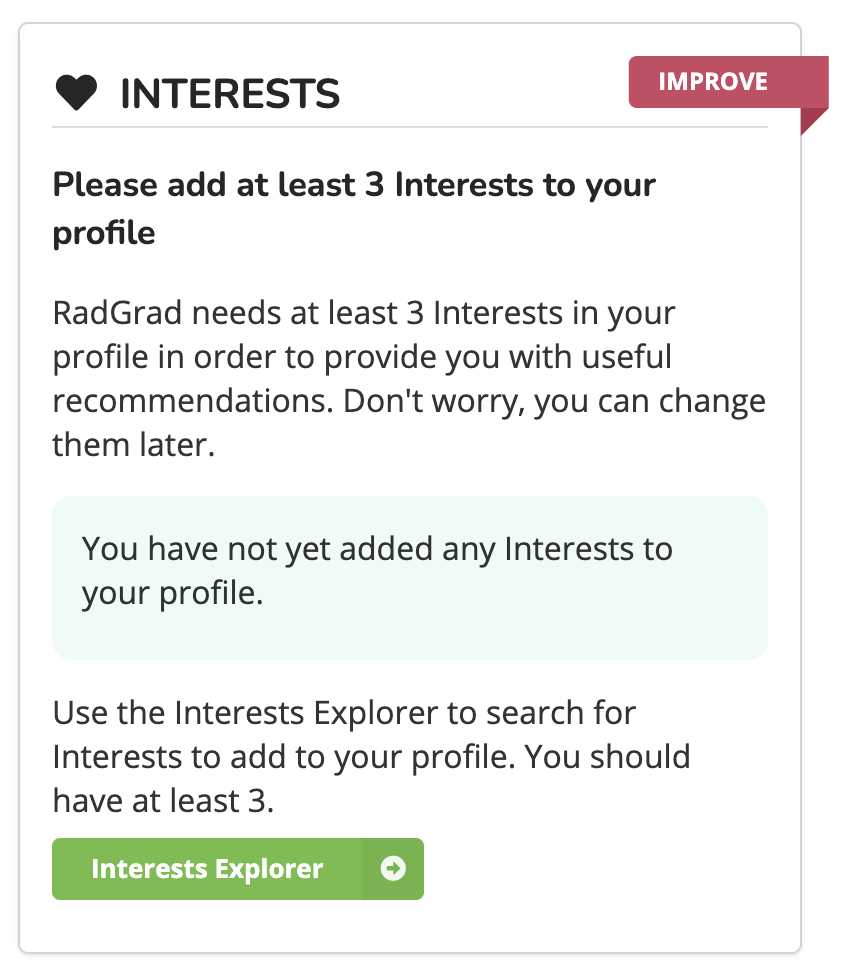 INTERESTS
IMPROVE
Please add at least 3 Interests to your
profile
RadGrad needs at least 3 Interests in your
profile in order to provide you with useful
recommendations. Don't worry, you can change
them later.
You have not yet added any Interests to
your profile.
Use the Interests Explorer to search for
Interests to add to your profile. You should
have at least 3.
Interests Explorer